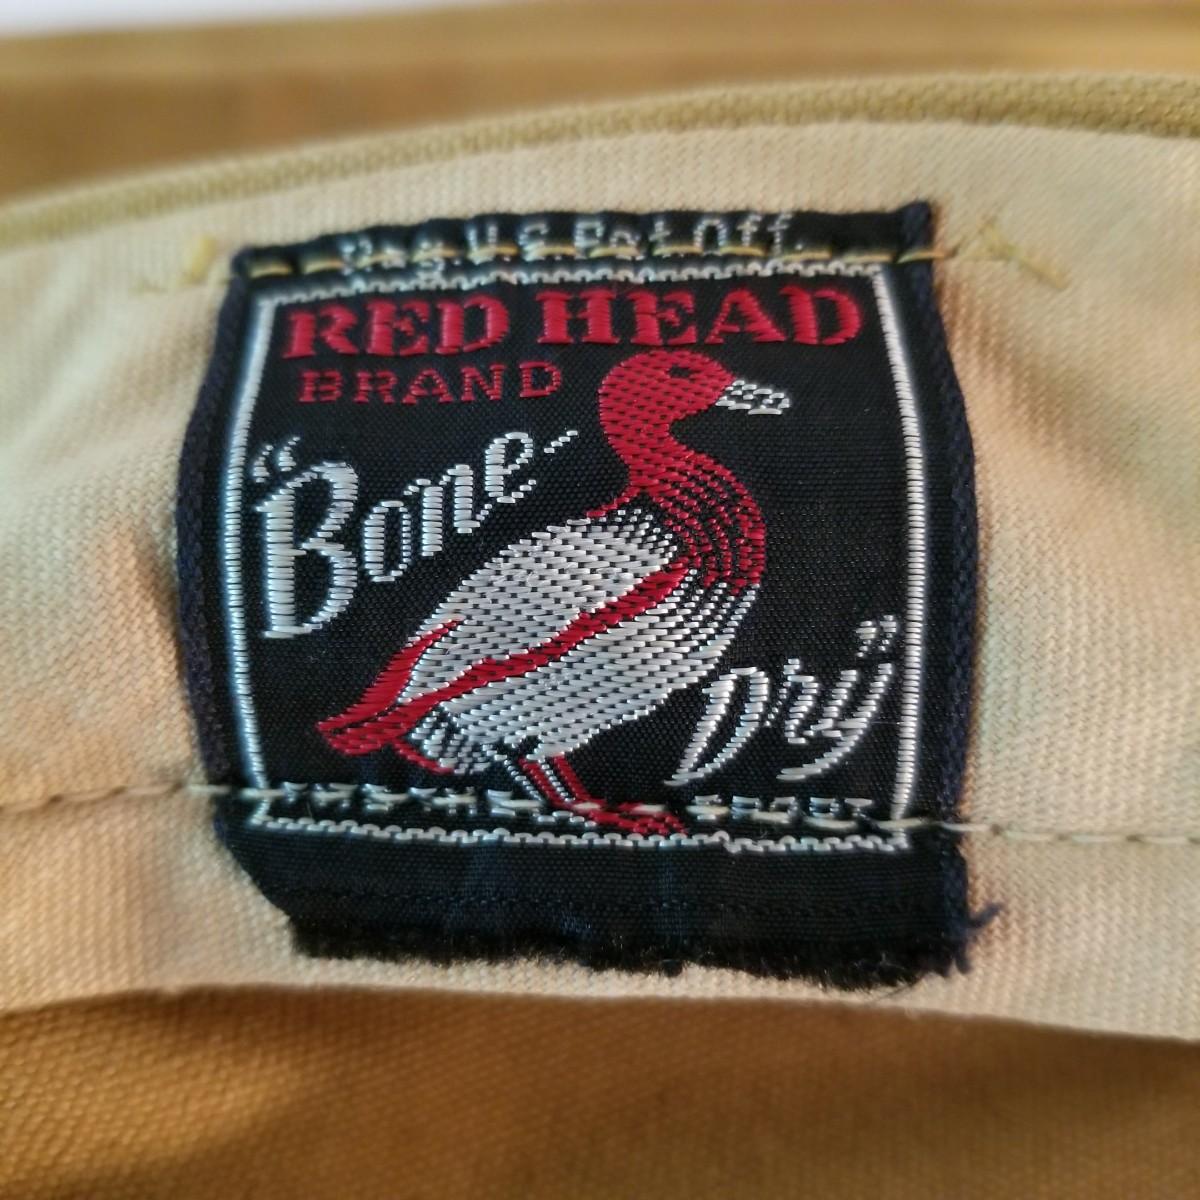 Reg. U.S. Pat. Off.
RED HEAD
BRAND
"Bone-
Dry"